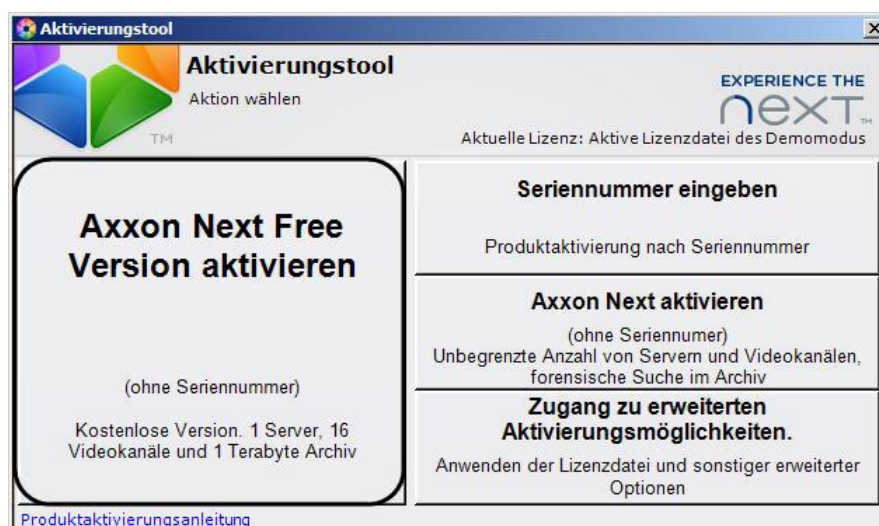 Aktivierungstool
Aktivierungstool
Aktion wählen
TM
EXPERIENCE THE
next TM
Aktuelle Lizenz: Aktive Lizenzdatei des Demomodus
Axxon Next Free
Version aktivieren
(ohne Seriennummer)
Kostenlose Version. 1 Server, 16
Videokanäle und 1 Terabyte Archiv
Seriennummer eingeben
Produktaktivierung nach Seriennummer
Axxon Next aktivieren
(ohne Seriennumer)
Unbegrenzte Anzahl von Servern und Videokanälen,
forensische Suche im Archiv
Zugang zu erweiterten
Aktivierungsmöglichkeiten.
Anwenden der Lizenzdatei und sonstiger erweiterter
Optionen
Produktaktivierungsanleitung